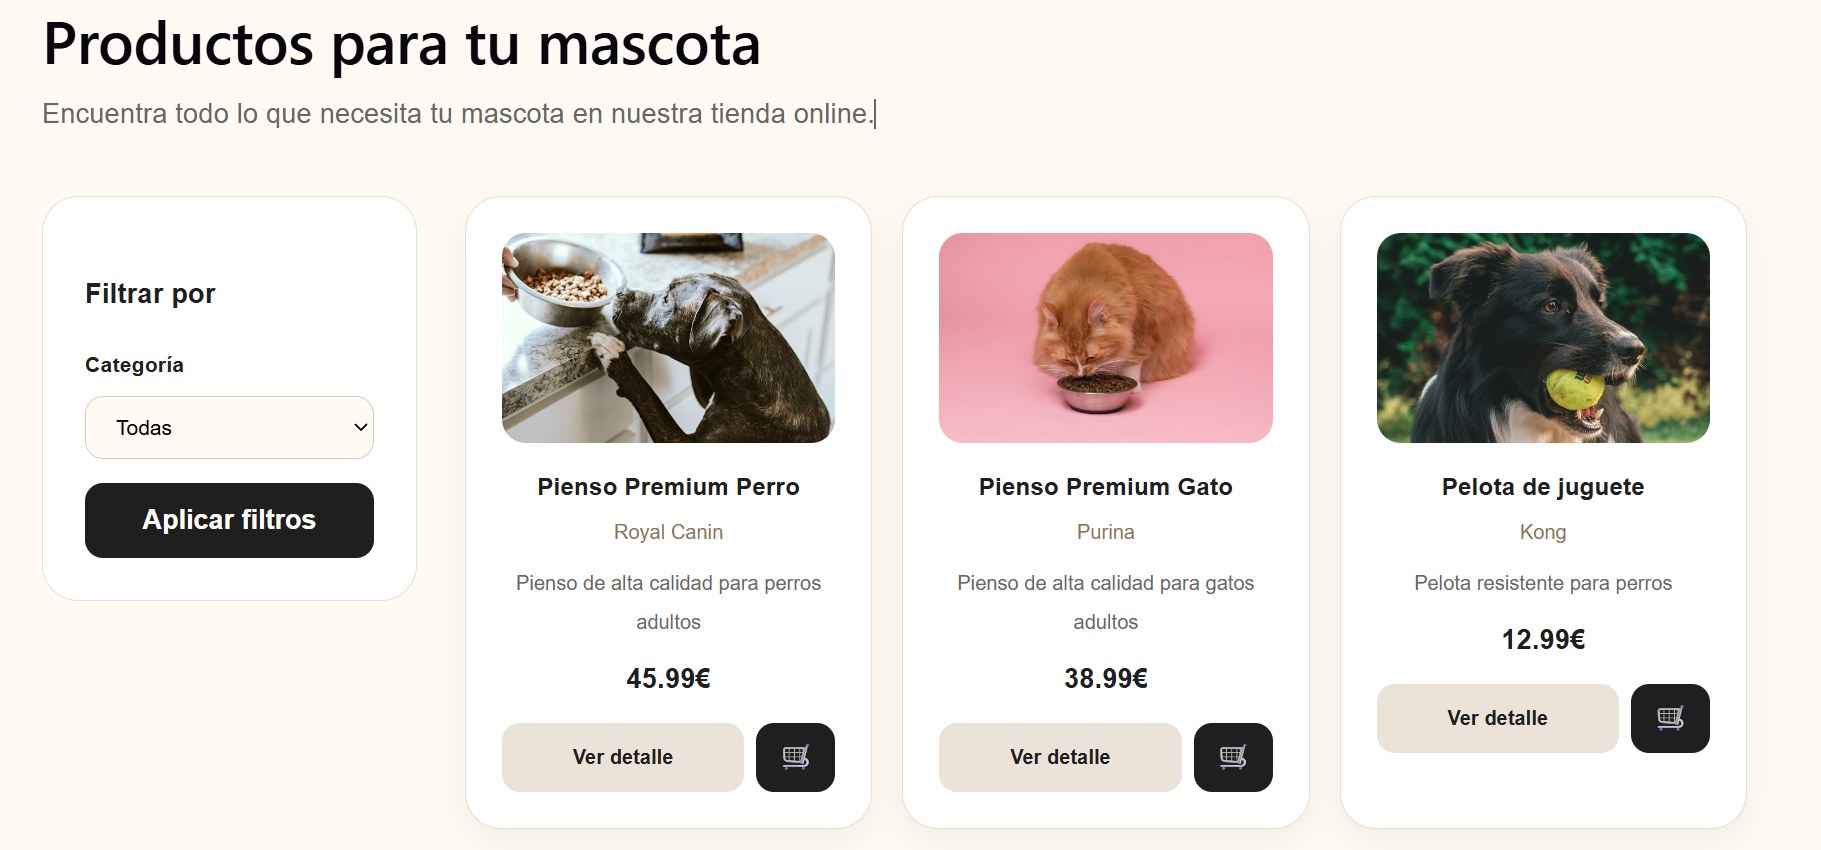 Productos para tu mascota
Encuentra todo lo que necesita tu mascota en nuestra tienda online.
Filtrar por
Categoría
Todas
Aplicar filtros
Pienso Premium Perro
Royal Canin
Pienso de alta calidad para perros
adultos
45.99€
Ver detalle
Pienso Premium Gato
Purina
Pienso de alta calidad para gatos
adultos
38.99€
Ver detalle
Pelota de juguete
Kong
Pelota resistente para perros
12.99€
Ver detalle